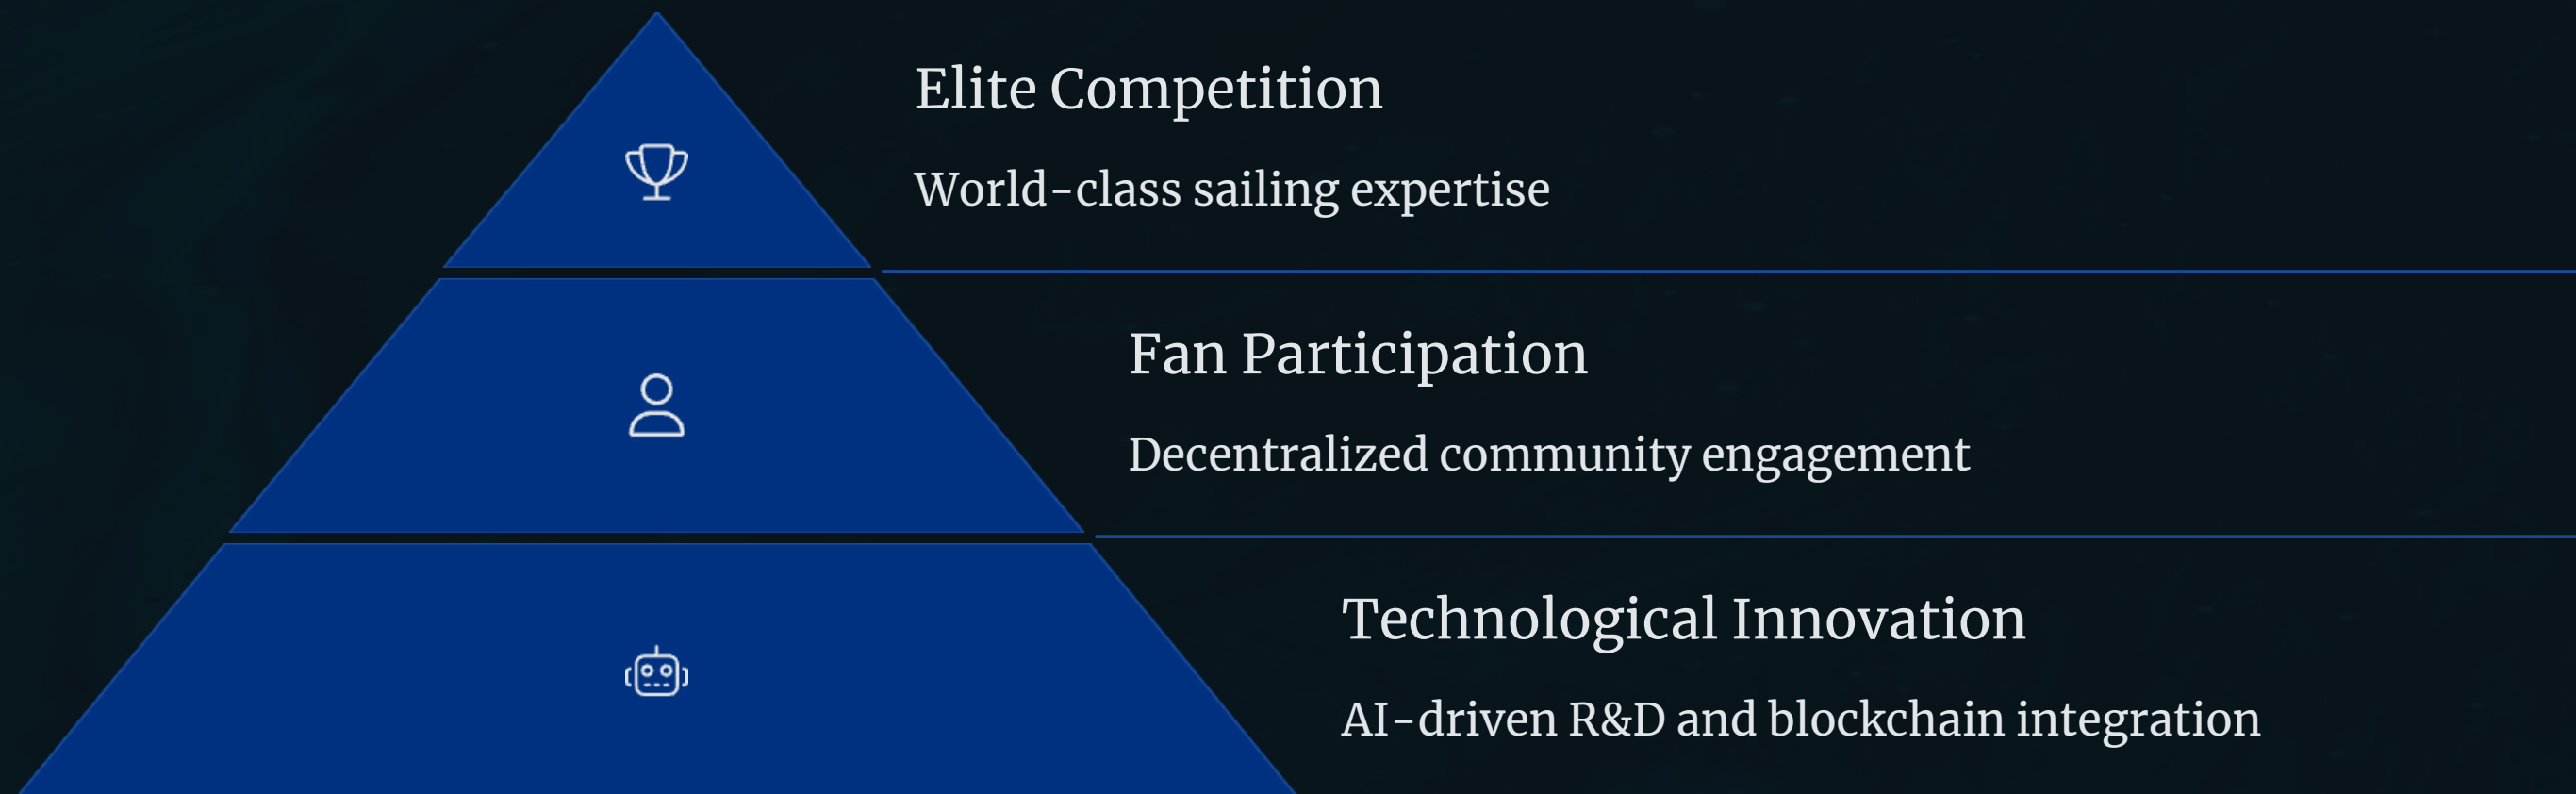 Elite Competition
World-class sailing expertise
Fan Participation
Decentralized community engagement
Technological Innovation
AI-driven R&D and blockchain integration